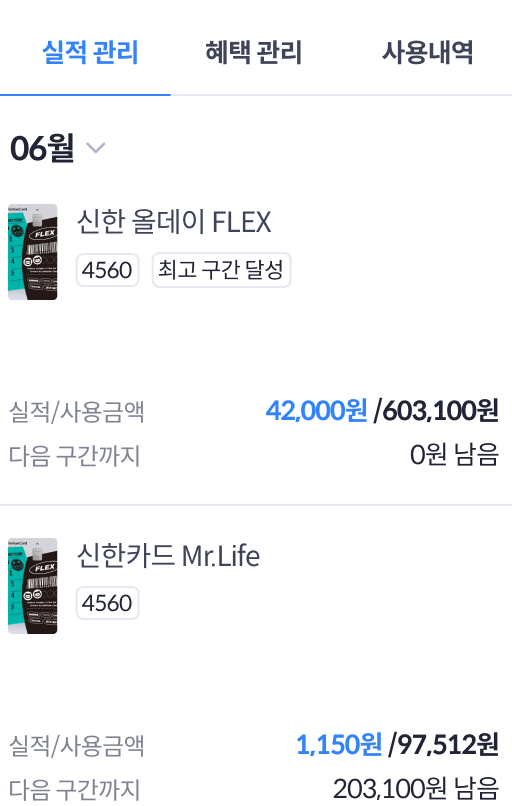 실적 관리 혜택 관리 사용내역
06월
신한 올데이 FLEX
4560 최고 구간 달성
FLEX
실적/사용금액 42,000원 /603,100원
다음 구간까지 0원 남음
신한카드 Mr.Life
4560
FLEX
실적/사용금액 1,150원 /97,512원
다음 구간까지 203,100원 남음